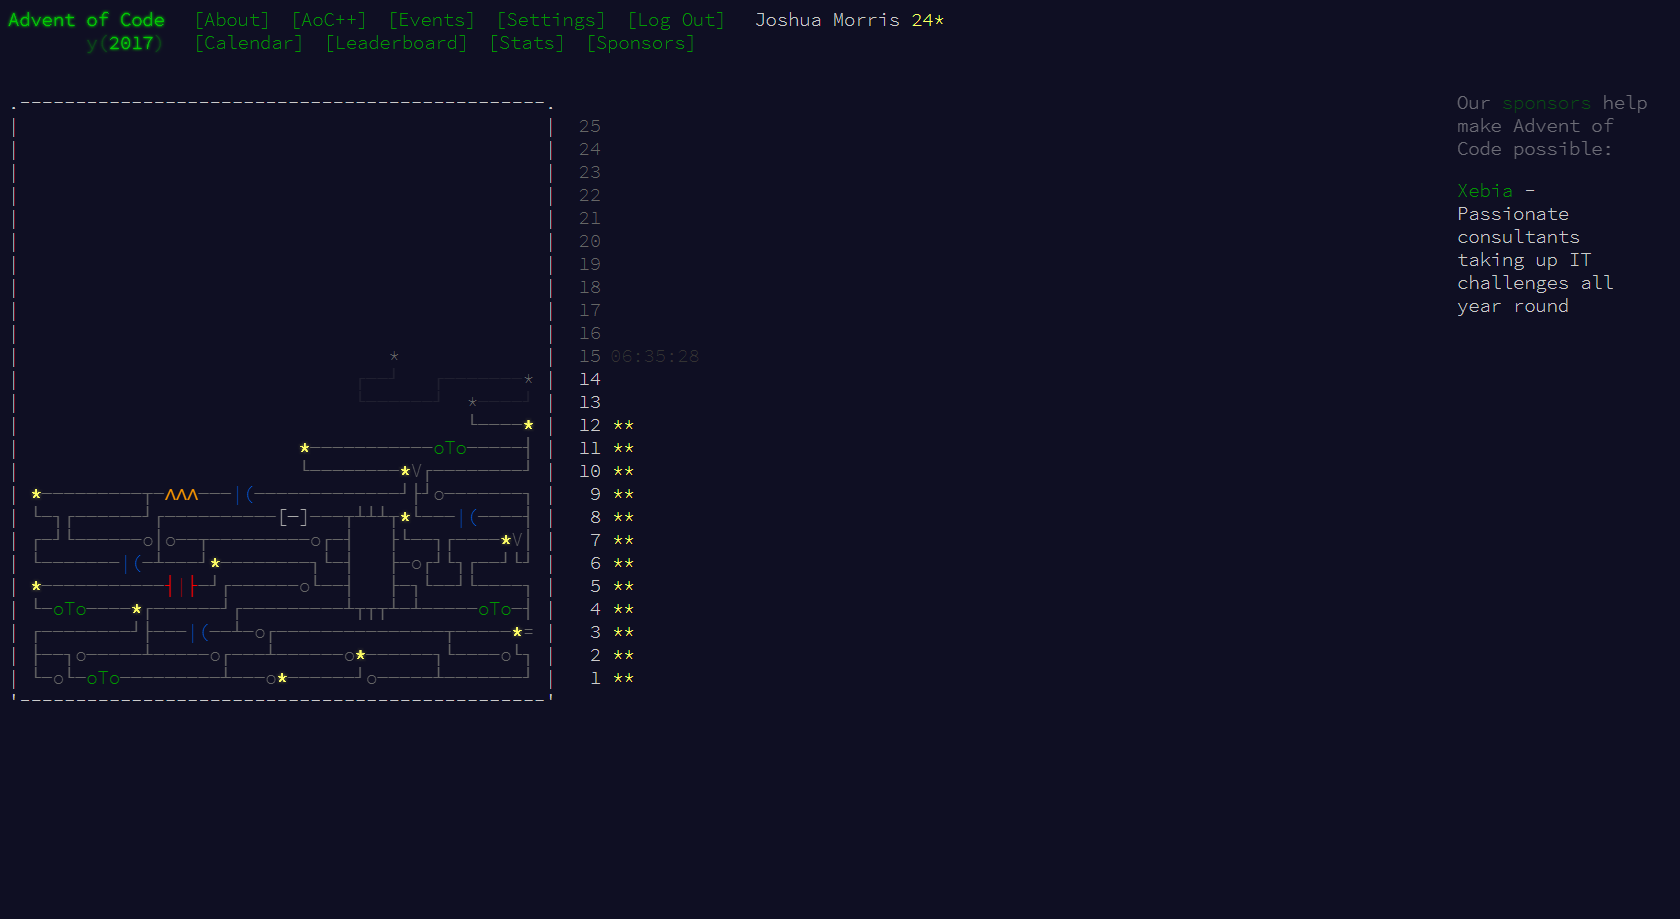 Advent of Code [About] [AoC++] [Events] [Settings] [Log Out] Joshua Morris 24*
y(2017) [Calendar] [Leaderboard] [Stats] [Sponsors]
25
24
23
22
21
20
19
18
17
16
15 06:35:28
14
13
12 **
11 **
10 **
9 **
8 **
7 **
6 **
5 **
4 **
3 **
2 **
1 **
Our sponsors help
make Advent of
Code possible:
Xebia -
Passionate
consultants
taking up IT
challenges all
year round